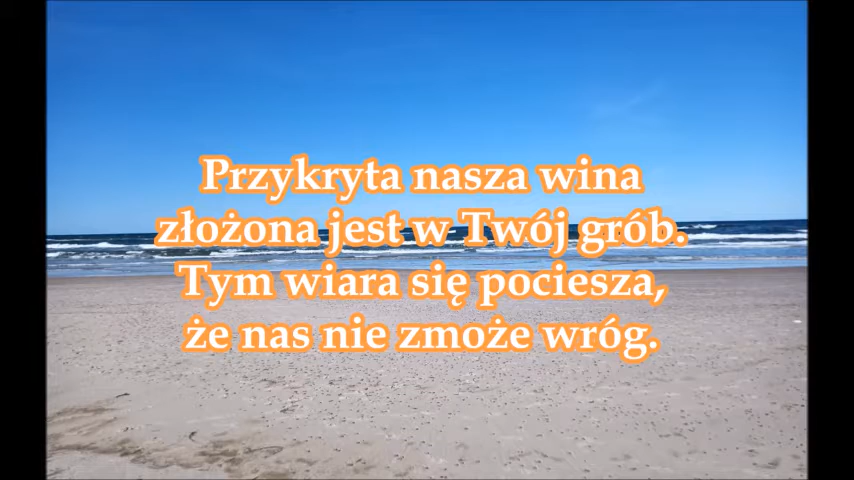 Przykryta nasza wina
złożona jest w Twój grób.
Tym wiara się pociesza,
że nas nie zmoże wróg.